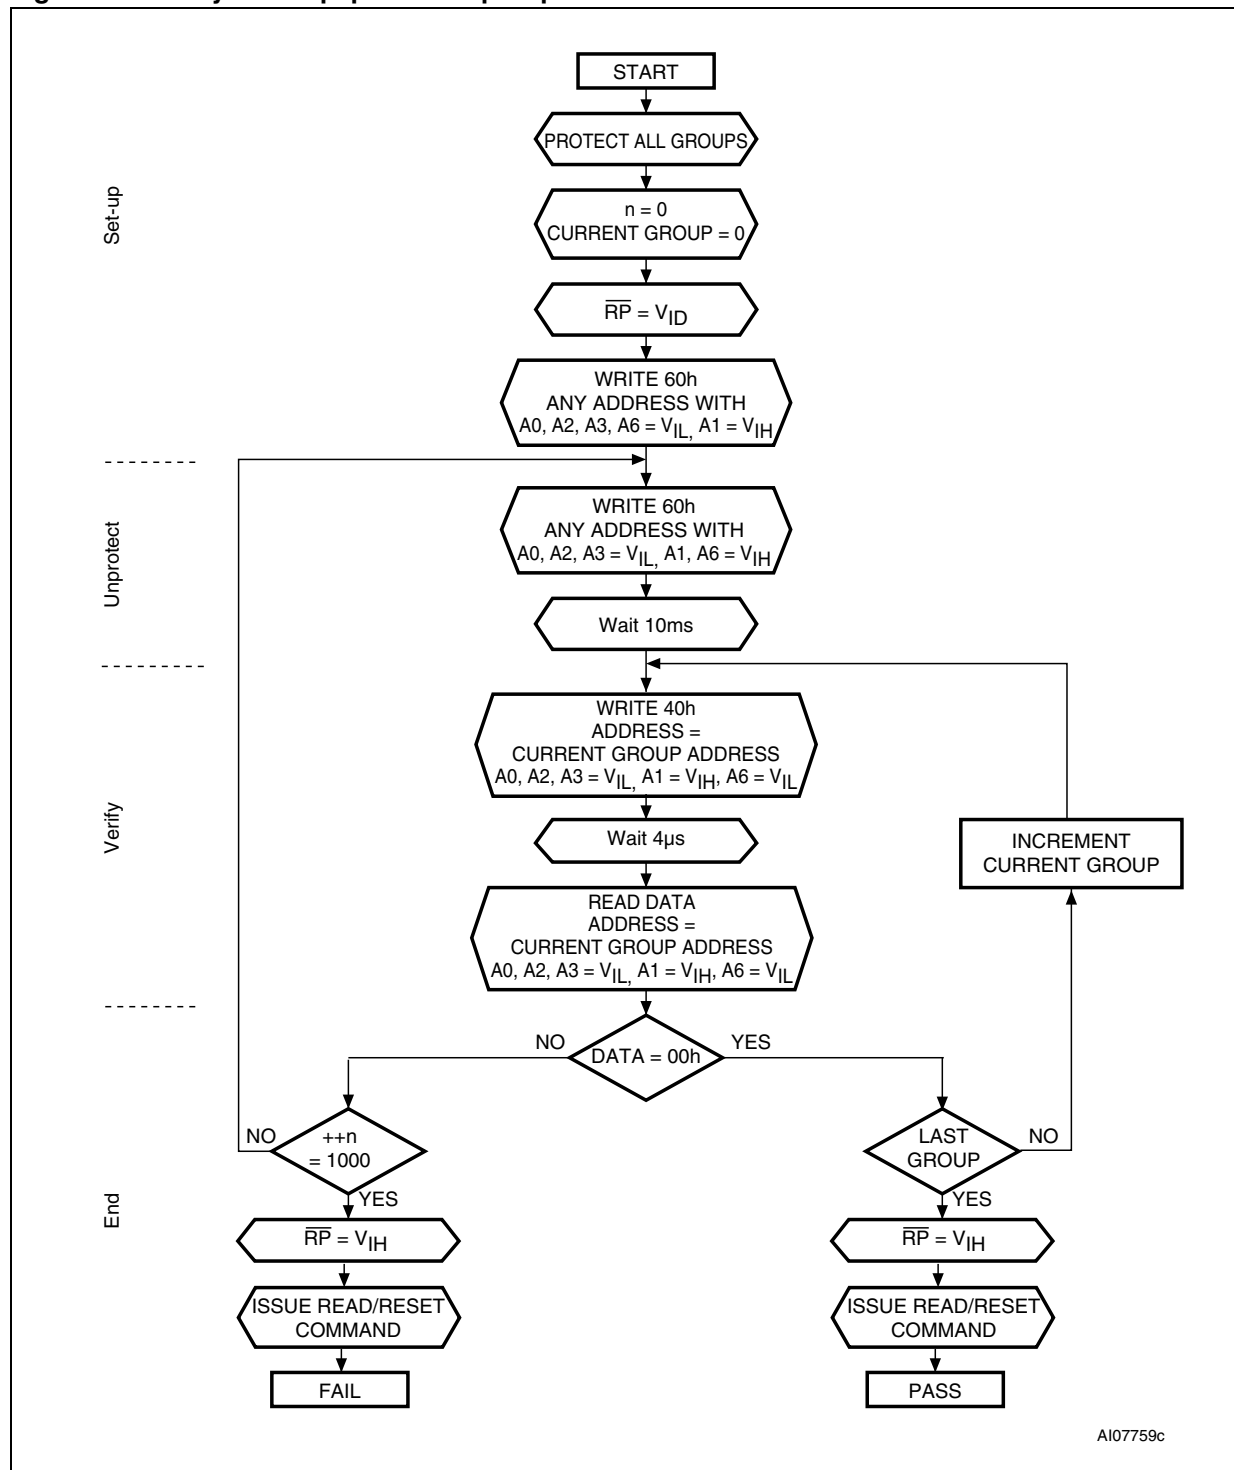 START
PROTECT ALL GROUPS
Set-up
n = 0
CURRENT GROUP = 0
RP = VID
WRITE 60h
ANY ADDRESS WITH
A0, A2, A3, A6 = VIL, A1 = VIH
Unprotect
WRITE 60h
ANY ADDRESS WITH
A0, A2, A3 = VIL, A1, A6 = VIH
Wait 10ms
Verify
WRITE 40h
ADDRESS =
CURRENT GROUP ADDRESS
A0, A2, A3 = VIL, A1 = VIH, A6 = VIL
Wait 4µs
INCREMENT
CURRENT GROUP
READ DATA
ADDRESS =
CURRENT GROUP ADDRESS
A0, A2, A3 = VIL, A1 = VIH, A6 = VIL
End
NO
DATA = 00h
YES
NO
++n
= 1000
YES
LAST
GROUP
NO
YES
RP = VIH
RP = VIH
ISSUE READ/RESET
COMMAND
ISSUE READ/RESET
COMMAND
FAIL
PASS
AI07759c